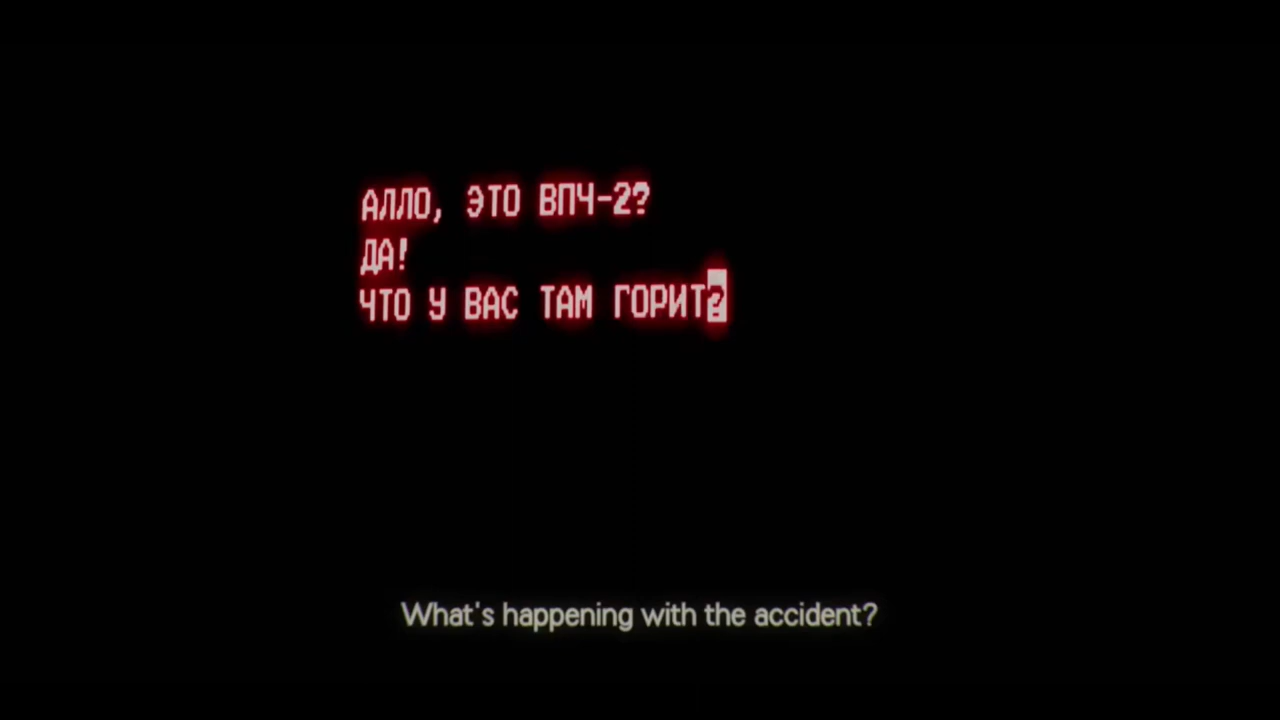 АЛЛО, ЭТО ВПЧ-2?
ДА!
ЧТО У ВАС ТАМ ГОРИТ?
What's happening with the accident?